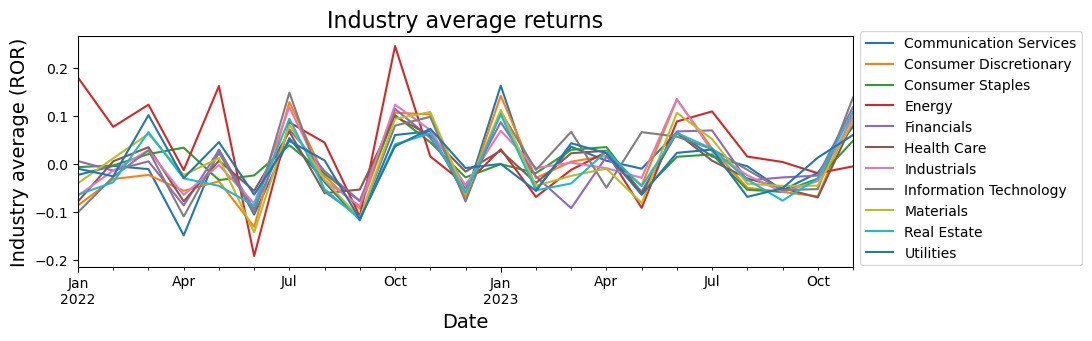 Industry average returns
Industry average (ROR)
0.2
0.1
0.0
−0.1
−0.2
Jan
2022
Apr
Jul
Oct
Jan
2023
Apr
Jul
Oct
Date
Communication Services
Consumer Discretionary
Consumer Staples
Energy
Financials
Health Care
Industrials
Information Technology
Materials
Real Estate
Utilities